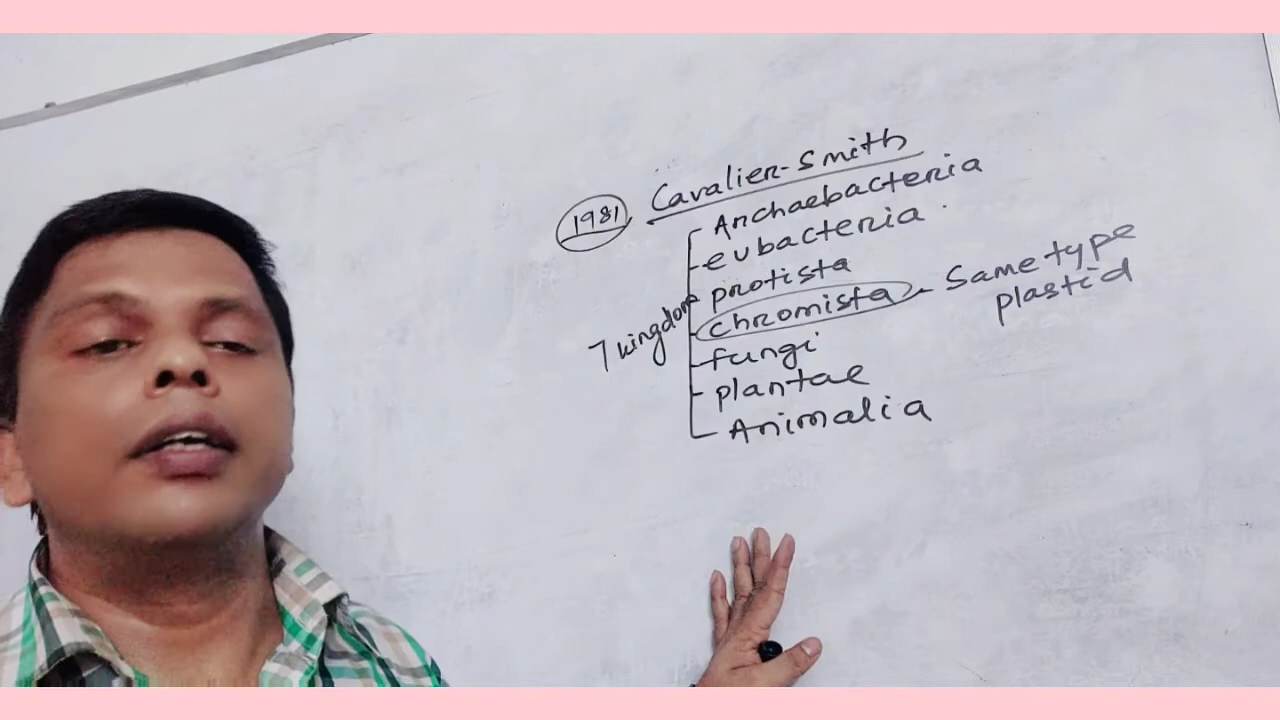 1981 Cavalier-Smith
Archaebacteria
eubacteria
protista
chromista - Same type
plastid
7 kingdom
fungi
plantae
Animalia